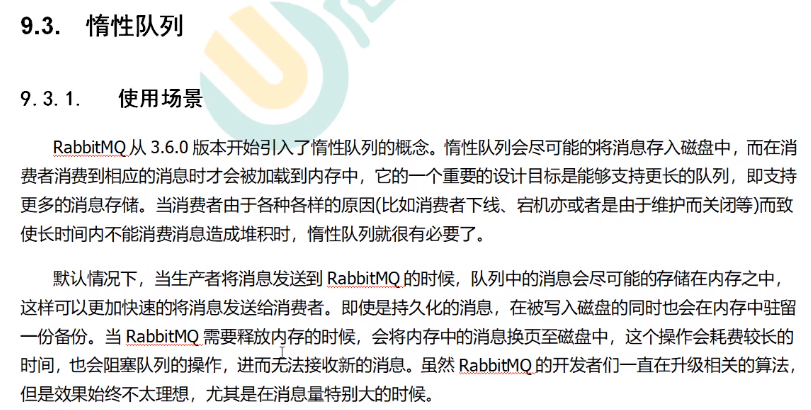 9.3. 惰性队列
9.3.1. 使用场景
RabbitMQ 从 3.6.0 版本开始引入了惰性队列的概念。惰性队列会尽可能的将消息存入磁盘中，而在消
费者消费到相应的消息时才会被加载到内存中，它的一个重要的设计目标是能够支持更长的队列，即支持
更多的消息存储。当消费者由于各种各样的原因(比如消费者下线、宕机亦或者是由于维护而关闭等)而致
使长时间内不能消费消息造成堆积时，惰性队列就很有必要了。
默认情况下，当生产者将消息发送到 RabbitMQ 的时候，队列中的消息会尽可能的存储在内存之中，
这样可以更加快速的将消息发送给消费者。即使是持久化的消息，在被写入磁盘的同时也会在内存中驻留
一份备份。当 RabbitMQ 需要释放内存的时候，会将内存中的消息换页至磁盘中，这个操作会耗费较长的
时间，也会阻塞队列的操作，进而无法接收新的消息。虽然 RabbitMQ 的开发者们一直在升级相关的算法，
但是效果始终不太理想，尤其是在消息量特别大的时候。